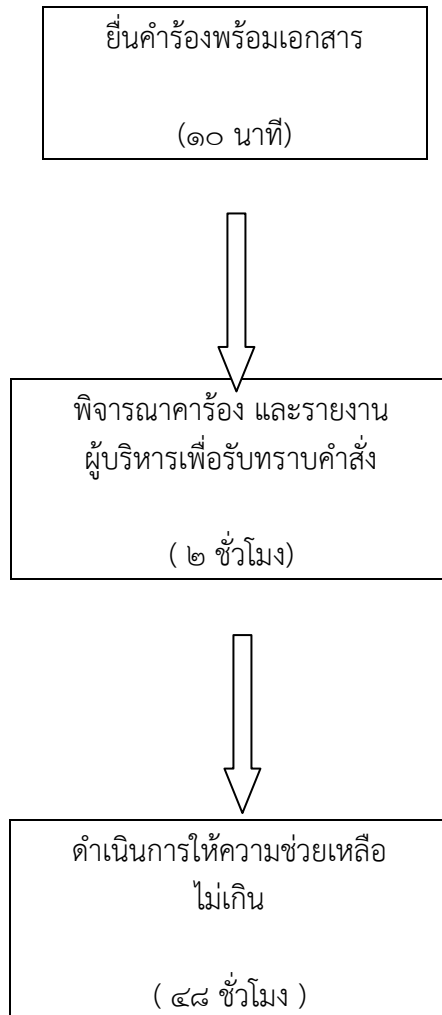 ยื่นคำร้องพร้อมเอกสาร
(๑๐ นาที)
พิจารณาคาร้อง และรายงาน
ผู้บริหารเพื่อรับทราบคำสั่ง
( ๒ ชั่วโมง)
ดำเนินการให้ความช่วยเหลือ
ไม่เกิน
( ๔๘ ชั่วโมง )